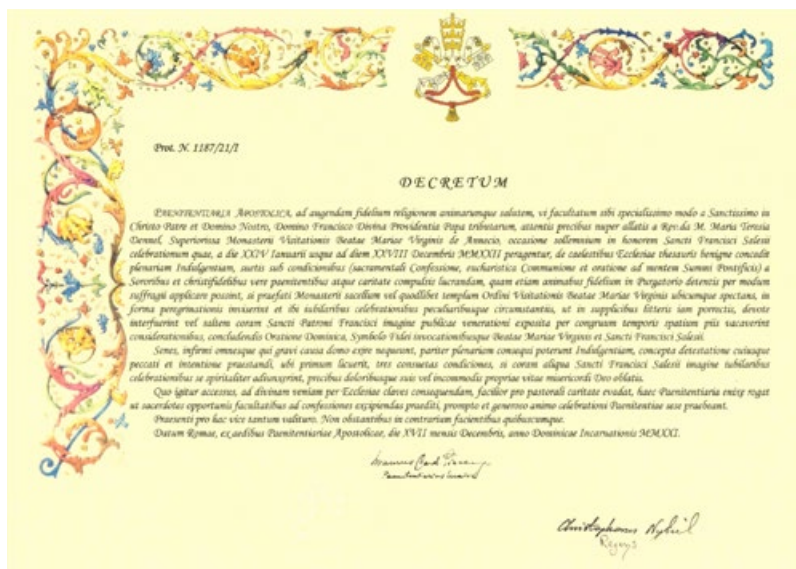 Prot. N. 1187/21/I
DECRETUM
PAENITENTIARIA APOSTOLICA, ad augendam fidelium religionem animarumque salutem, vi facultatum sibi specialissimo modo a Sanctissimo in
Christo Patre et Domino Nostro, Domino Francisco Divina Providentia Papa tributarum, attentis precibus nuper allatis a Rev.da M. Maria Teresia
Superiorissa Monasterii Visitationis Beatae Mariae Virginis de Annecio, occasione sollemnium in honorem Sancti Francisci Salesii
celebrationum quae, a die XXIV Ianuarii usque ad diem XXVIII Decembris MMXXII peragentur, de caelestibus Ecclesiae thesauris benigne concedit
plenariam Indulgentiam, suetis sub condicionibus (sacramentali Confessione, eucharistica Communione et oratione ad mentem Summi Pontificis) a
Sororibus et christifidelibus vere paenitentibus atque caritate compulsis lucrandam, quam etiam animabus fidelium in Purgatorio detentis per modum
suffragii applicare possint, si praefati Monasterii sacellum vel quodlibet templum Ordini Visitationis Beatae Mariae Virginis ubicumque spectans, in
forma peregrinationis inviserint et ibi iubilaribus celebrationibus peculiaribusque circumstantiis, ut in supplicibus litteris iam porrectis, devote
interfuerint vel saltem coram Sancti Patroni Francisci imagine publicae venerationi exposita per congruum temporis spatium piis vacaverint
considerationibus, concludendis Oratione Dominica, Symbolo Fidei invocationibusque Beatae Mariae Virginis et Sancti Francisci Salesii.
Senes, infirmi omnesque qui gravi causa domo exire nequeunt, pariter plenariam consequi poterunt Indulgentiam, concepta detestatione cuiusque
peccati et intentione praestandi, ubi primum licuerit, tres consuetas condiciones, si coram aliqua Sancti Francisci Salesii imagine iubilaribus
celebrationibus se spiritaliter adiunxerint, precibus doloribusque suis vel incommodis propriae vitae misericordi Deo oblatis.
Quo igitur accessus, ad divinam veniam per Ecclesiae claves consequendam, facilior pro pastorali caritate evadat, haec Paenitentiaria enixe rogat
ut sacerdotes opportunis facultatibus ad confessiones excipiendas praediti, prompto et generoso animo celebrationi Paenitentiae sese praebeant.
Praesenti pro hac vice tantum valituro. Non obstantibus in contrarium facientibus quibuscumque.
Datum Romae, ex aedibus Paenitentiariae Apostolicae, die XVII mensis Decembris, anno Dominicae Incarnationis MMXXI.